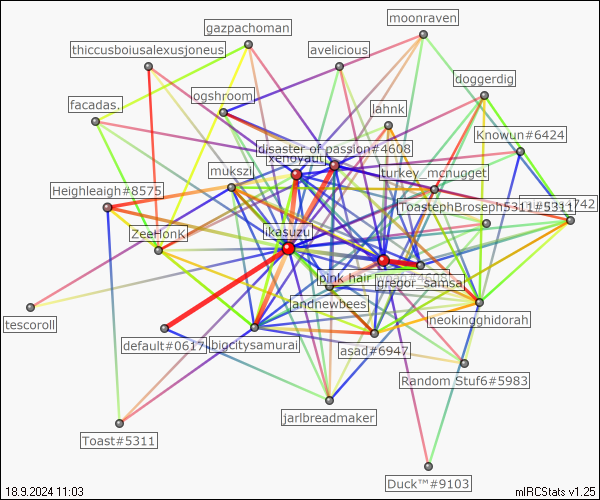 moonraven
gazpachoman
thiccusboiusalexusjoneus
avelicious
doggerdig
ogshroom
facadas.
lahnk
Knowun#6424
disaster of passion#4608
xenoyaut
mukszi
turkey_mcnugget
Heighleaigh#8575
ToastephBroseph5311#5311
742
ikasuzu
ZeeHonK
pink hair
gregor_samsa
andnewbees
tescoroll
neokingghidorah
default#0617
bigcitysamurai
asad#6947
Random Stuf6#5983
jarlbreadmaker
Toast#5311
Duck™#9103
18.9.2024 11:03
mIRCStats v1.25